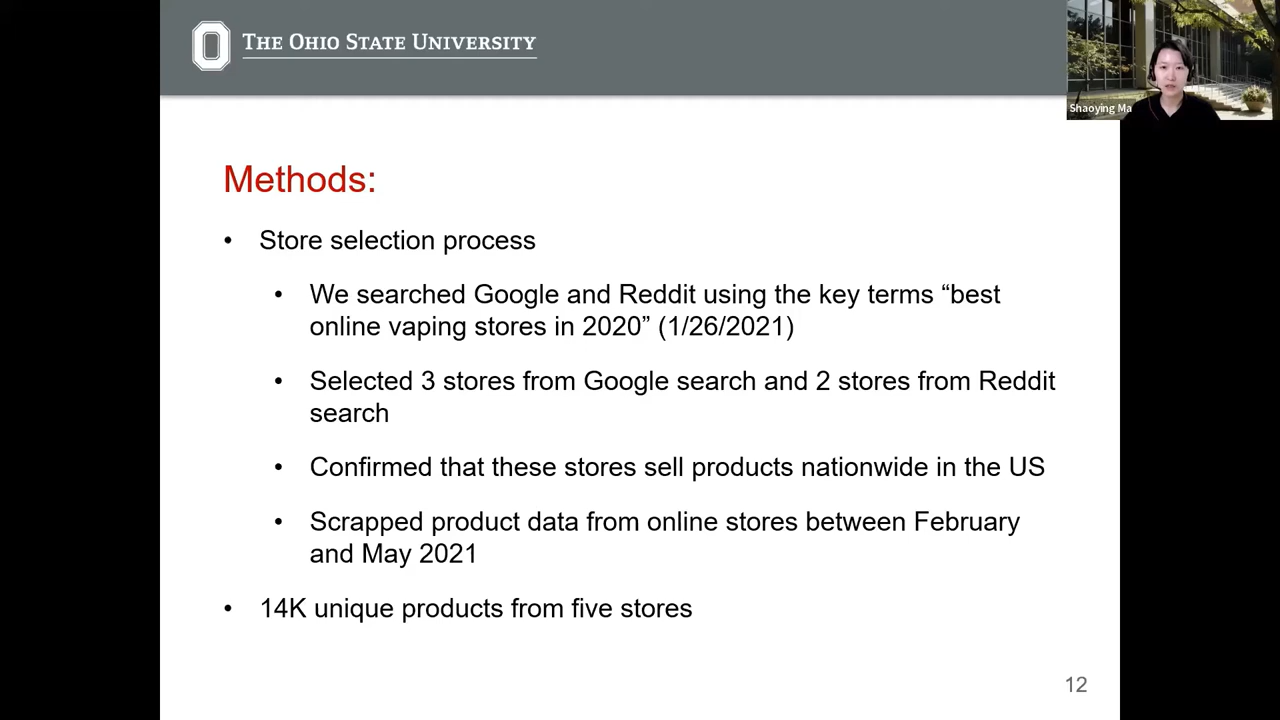 THE OHIO STATE UNIVERSITY
Shaoying Ma
Methods:
• Store selection process
• We searched Google and Reddit using the key terms “best
online vaping stores in 2020” (1/26/2021)
• Selected 3 stores from Google search and 2 stores from Reddit
search
• Confirmed that these stores sell products nationwide in the US
• Scrapped product data from online stores between February
and May 2021
• 14K unique products from five stores
12